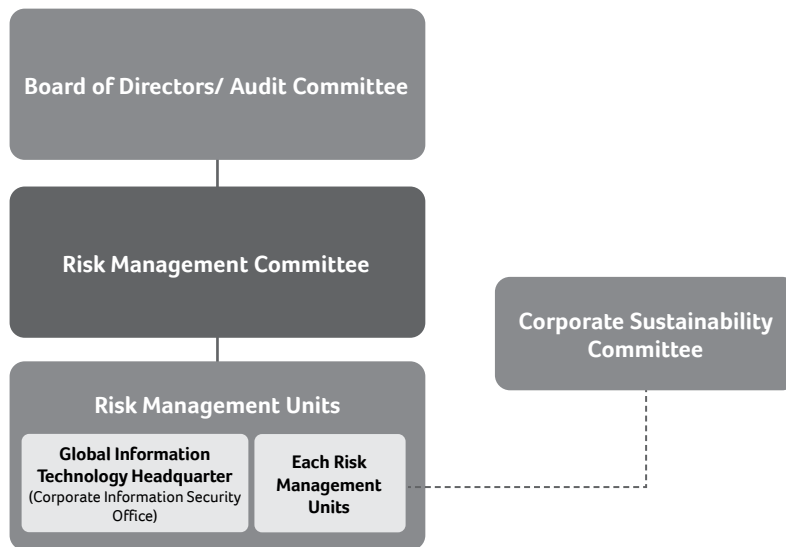 Board of Directors/ Audit Committee
Risk Management Committee
Corporate Sustainability
Committee
Risk Management Units
Global Information
Technology Headquarter
(Corporate Information Security
Office)
Each Risk
Management
Units